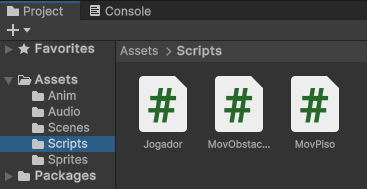 Project
Console
Favorites
Assets
Anim
Audio
Scenes
Scripts
Sprites
Packages
Assets > Scripts
Jogador
MovObstac...
MovPiso